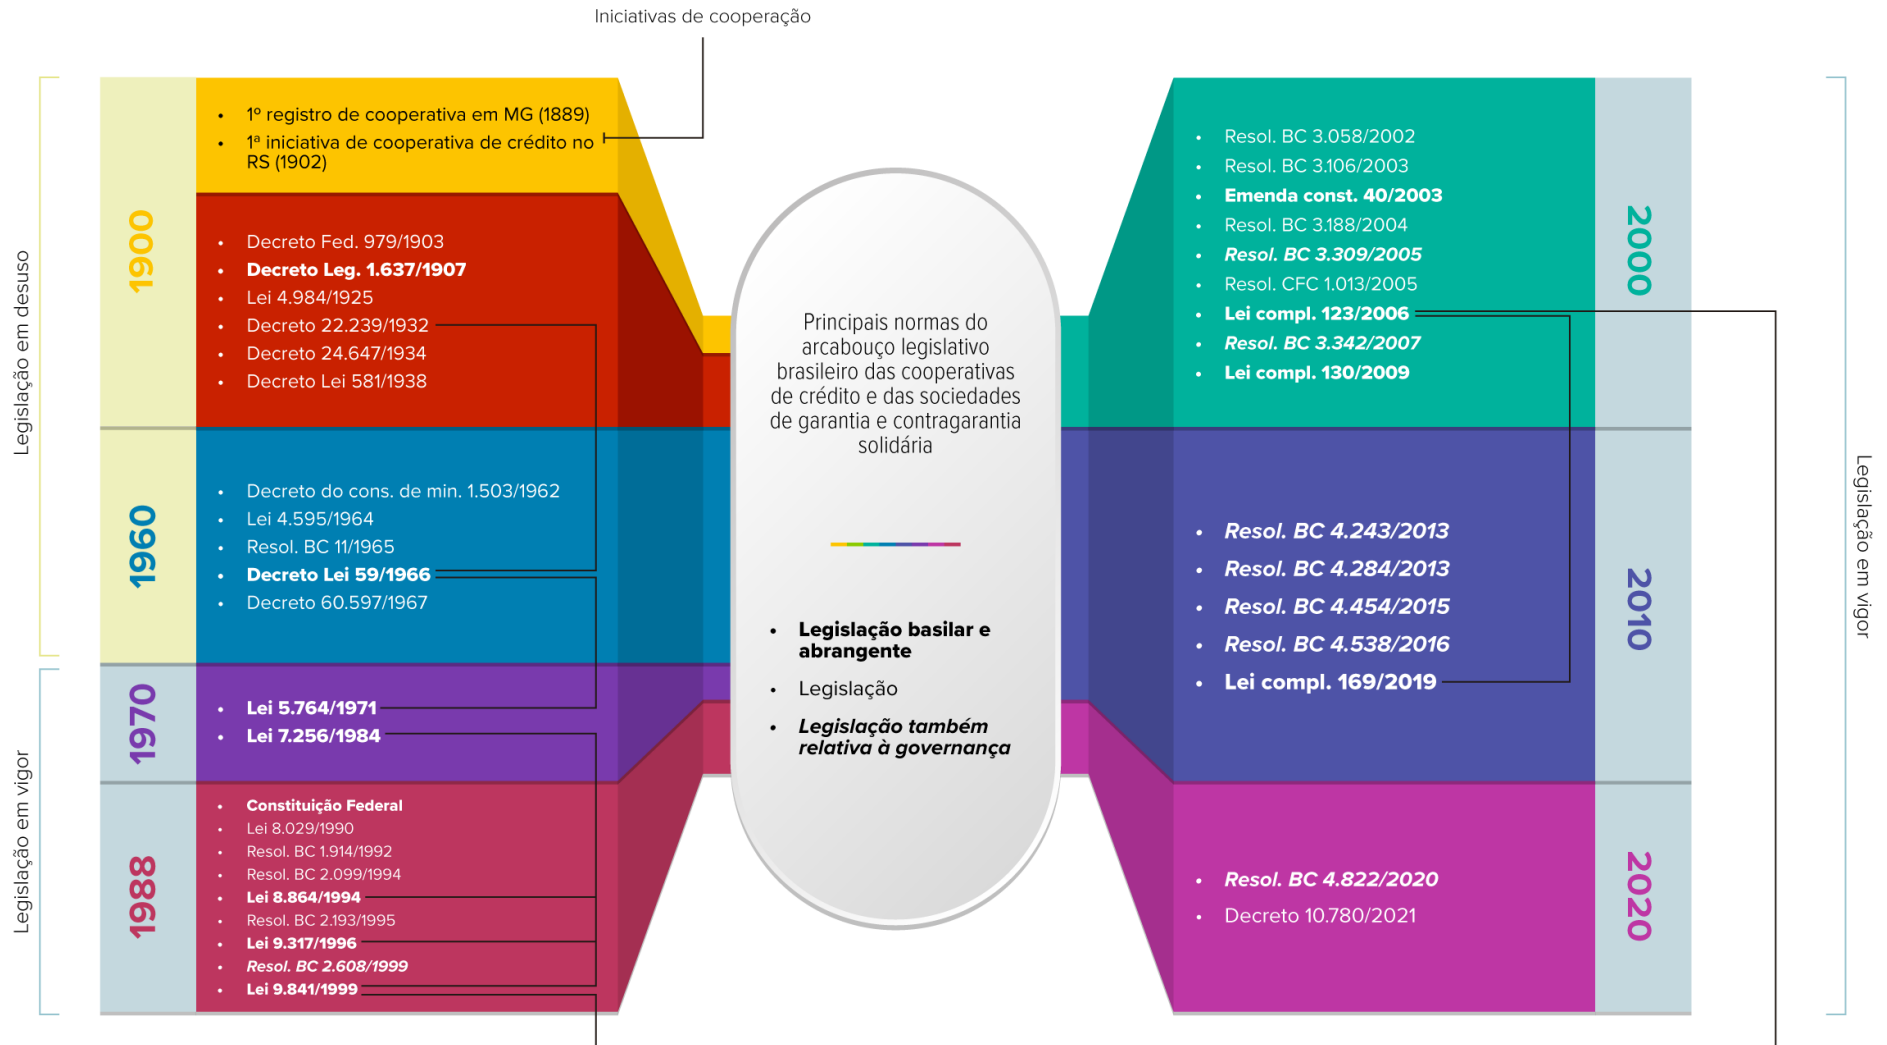 Iniciativas de cooperação
Legislação em desuso
1900
• 1º registro de cooperativa em MG (1889)
• 1ª iniciativa de cooperativa de crédito no
RS (1902)
• Decreto Fed. 979/1903
• Decreto Leg. 1.637/1907
• Lei 4.984/1925
• Decreto 22.239/1932
• Decreto 24.647/1934
• Decreto Lei 581/1938
1960
• Decreto do cons. de min. 1.503/1962
• Lei 4.595/1964
• Resol. BC 11/1965
• Decreto Lei 59/1966
• Decreto 60.597/1967
Legislação em vigor
1970
• Lei 5.764/1971
• Lei 7.256/1984
1988
• Constituição Federal
• Lei 8.029/1990
• Resol. BC 1.914/1992
• Resol. BC 2.099/1994
• Lei 8.864/1994
• Resol. BC 2.193/1995
• Lei 9.317/1996
• Resol. BC 2.608/1999
• Lei 9.841/1999
Principais normas do
arcabouço legislativo
brasileiro das cooperativas
de crédito e das sociedades
de garantia e contragarantia
solidária
• Legislação basilar e
abrangente
• Legislação
• Legislação também
relativa à governança
• Resol. BC 3.058/2002
• Resol. BC 3.106/2003
• Emenda const. 40/2003
• Resol. BC 3.188/2004
• Resol. BC 3.309/2005
• Resol. CFC 1.013/2005
• Lei compl. 123/2006
• Resol. BC 3.342/2007
• Lei compl. 130/2009
2000
• Resol. BC 4.243/2013
• Resol. BC 4.284/2013
• Resol. BC 4.454/2015
• Resol. BC 4.538/2016
• Lei compl. 169/2019
2010
• Resol. BC 4.822/2020
• Decreto 10.780/2021
2020
Legislação em vigor